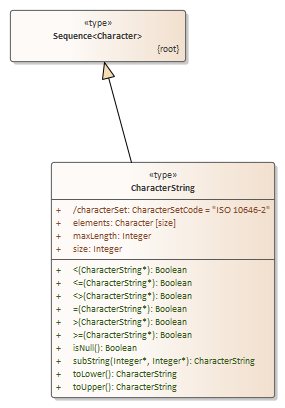 «type»
Sequence<Character>
{root}
«type»
CharacterString
+ /characterSet: CharacterSetCode = "ISO 10646-2"
+ elements: Character [size]
+ maxLength: Integer
+ size: Integer
+ <(CharacterString*): Boolean
+ <=(CharacterString*): Boolean
+ <>(CharacterString*): Boolean
+ =(CharacterString*): Boolean
+ >(CharacterString*): Boolean
+ >=(CharacterString*): Boolean
+ isNull(): Boolean
+ subString(Integer*, Integer*): CharacterString
+ toLower(): CharacterString
+ toUpper(): CharacterString